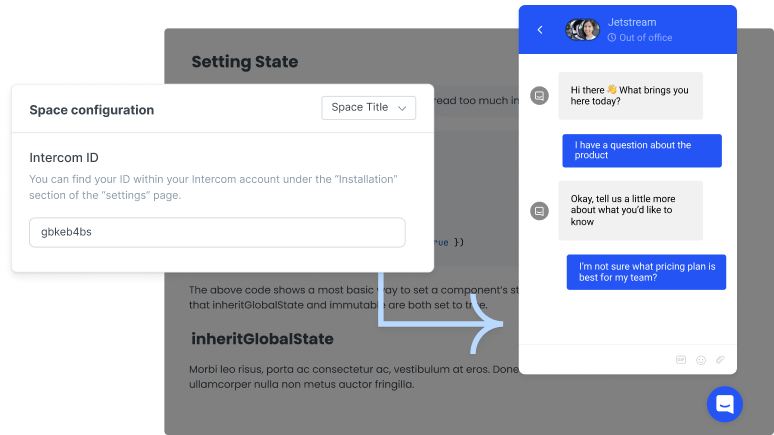 Jetstream
Out of office
Setting State
read too much in
Space configuration
Space Title
Hi there 👋 What brings you
here today?
I have a question about the
product
Intercom ID
You can find your ID within your Intercom account under the “Installation”
section of the “settings” page.
gbkeb4bs
Okay, tell us a little more
about what you’d like to
know
rue })
I’m not sure what pricing plan is
best for my team?
The above code shows a most basic way to set a component’s st
that inheritGlobalState and immutable are both set to true.
inheritGlobalState
Morbi leo risus, porta ac consectetur ac, vestibulum at eros. Done
ullamcorper nulla non metus auctor fringilla.
GIF